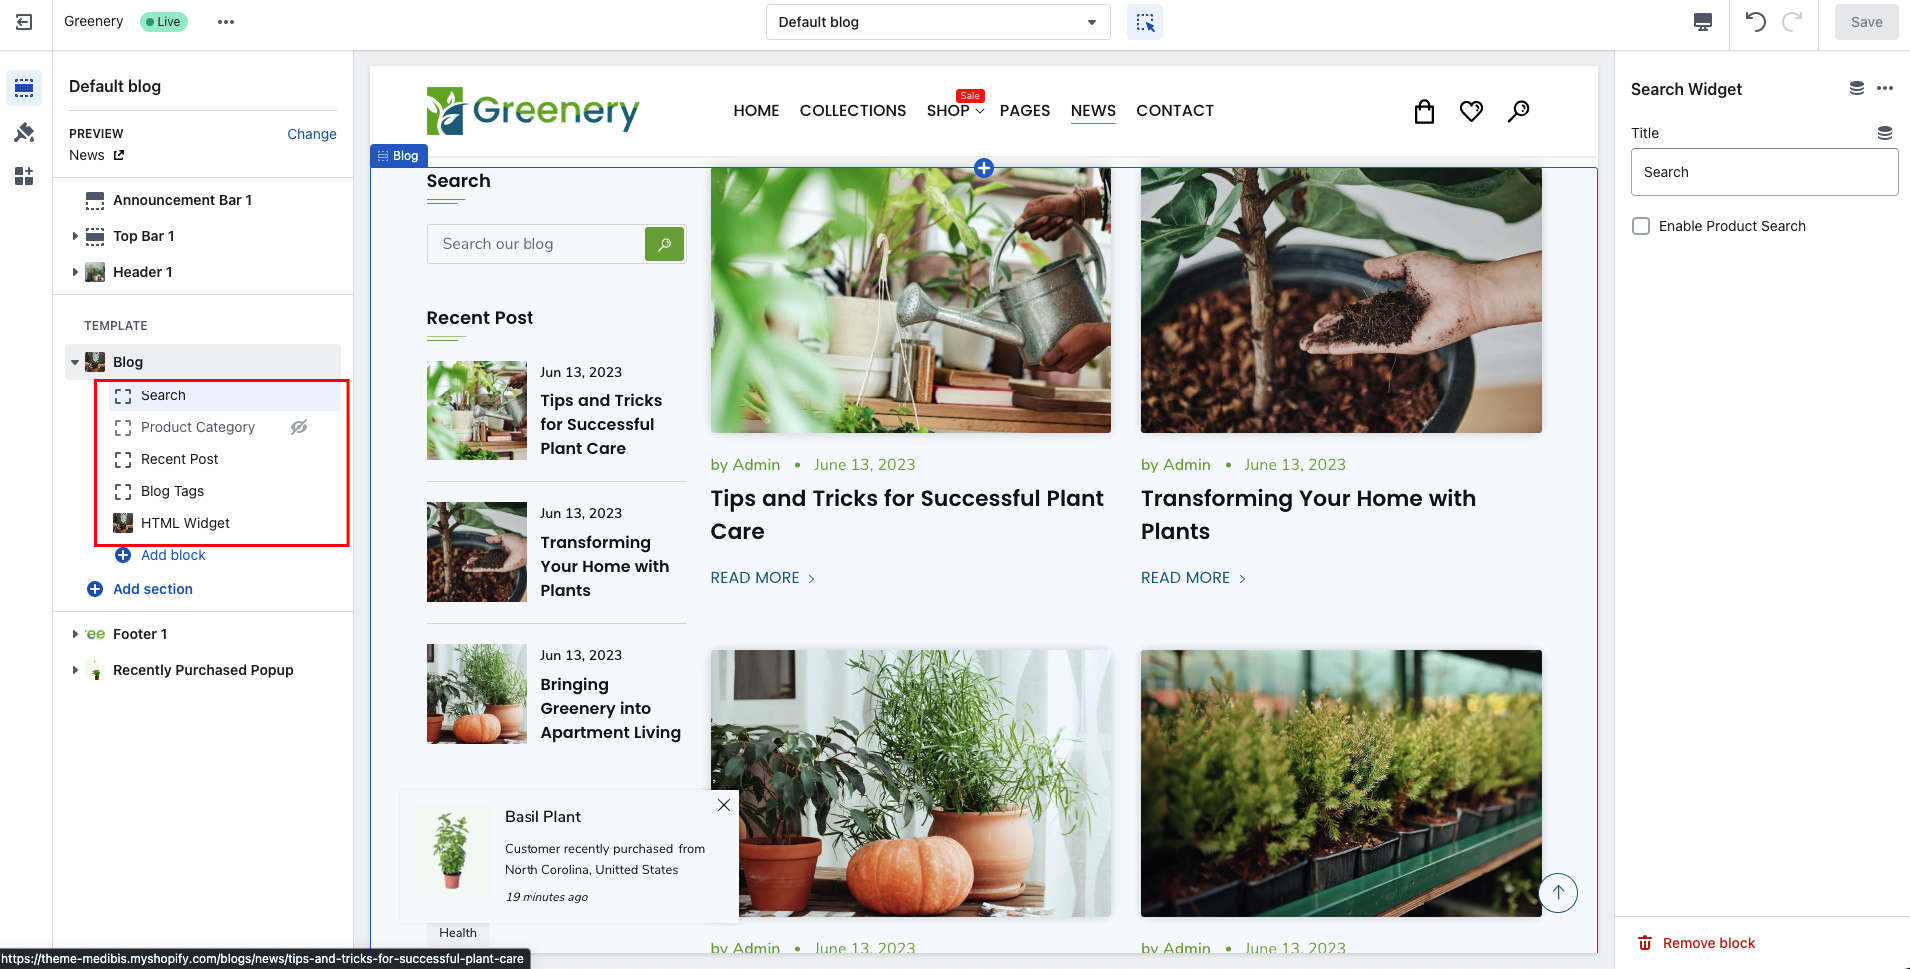 Greenery
Live
Default blog
Save
Default blog
PREVIEW
Change
News
Announcement Bar 1
Top Bar 1
Header 1
TEMPLATE
Blog
Search
Product Category
Recent Post
Blog Tags
HTML Widget
Add block
Add section
Footer 1
ee
Recently Purchased Popup
Greenery
HOME
COLLECTIONS
SHOP
Sale
PAGES
NEWS
CONTACT
Blog
Search
Search our blog
Recent Post
Jun 13, 2023
Tips and Tricks
for Successful
Plant Care
Jun 13, 2023
Transforming
Your Home with
Plants
Jun 13, 2023
Bringing
Greenery into
Apartment Living
by Admin • June 13, 2023
Tips and Tricks for Successful Plant
Care
READ MORE
by Admin • June 13, 2023
Transforming Your Home with
Plants
READ MORE
Basil Plant
Customer recently purchased from
North Corolina, Unitted States
19 minutes ago
Health
by Admin • June 13, 2023
by Admin • June 13, 2023
https://theme-medibis.myshopify.com/blogs/news/tips-and-tricks-for-successful-plant-care
Search Widget
Title
Search
Enable Product Search
Remove block